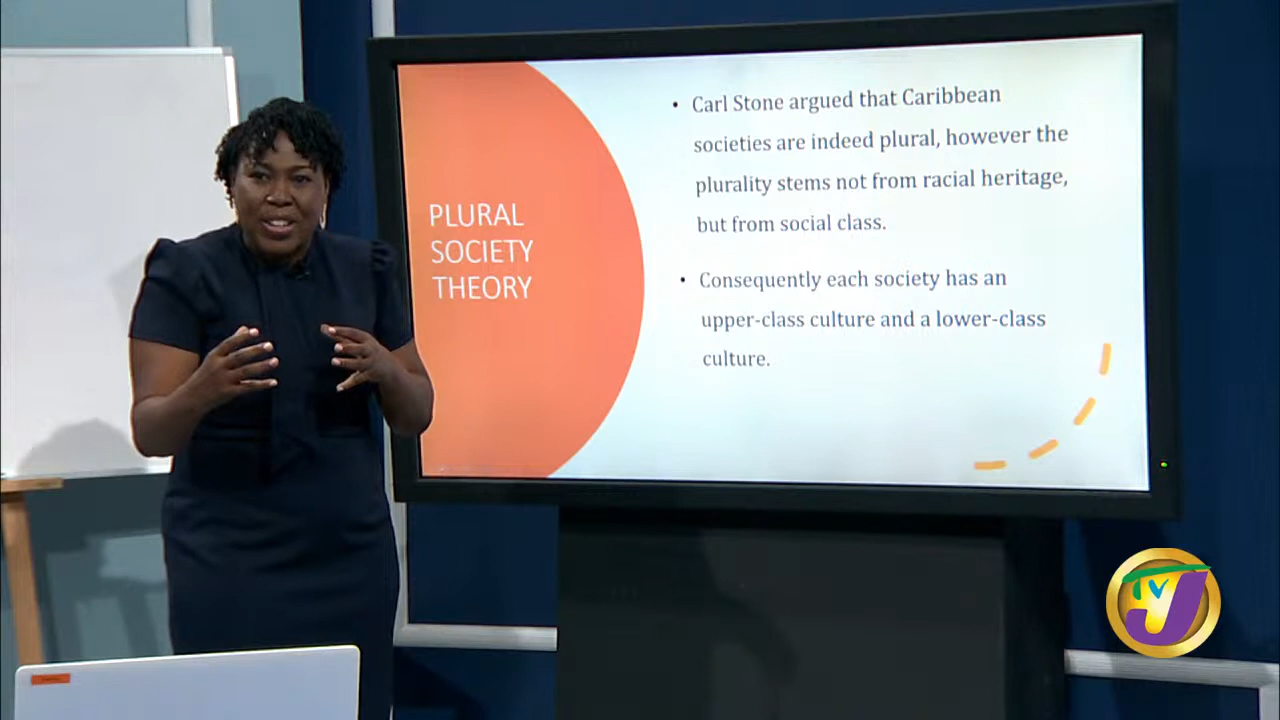 PLURAL
SOCIETY
THEORY
• Carl Stone argued that Caribbean
societies are indeed plural, however the
plurality stems not from racial heritage,
but from social class.
• Consequently each society has an
upper-class culture and a lower-class
culture.
TVJ